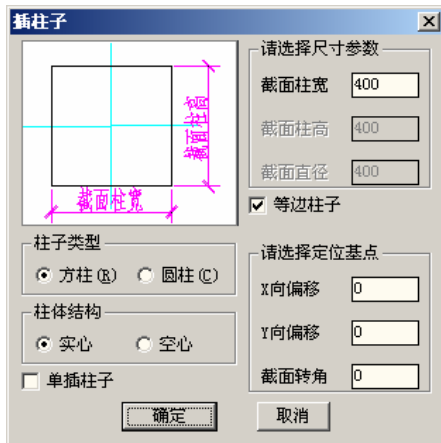 插柱子
截面柱高
截面柱宽
请选择尺寸参数
截面柱宽 400
截面柱高 400
截面直径 400
等边柱子
柱子类型
方柱(R) 圆柱(C)
柱体结构
实心 空心
单插柱子
请选择定位基点
X向偏移 0
Y向偏移 0
截面转角 0
确定 取消